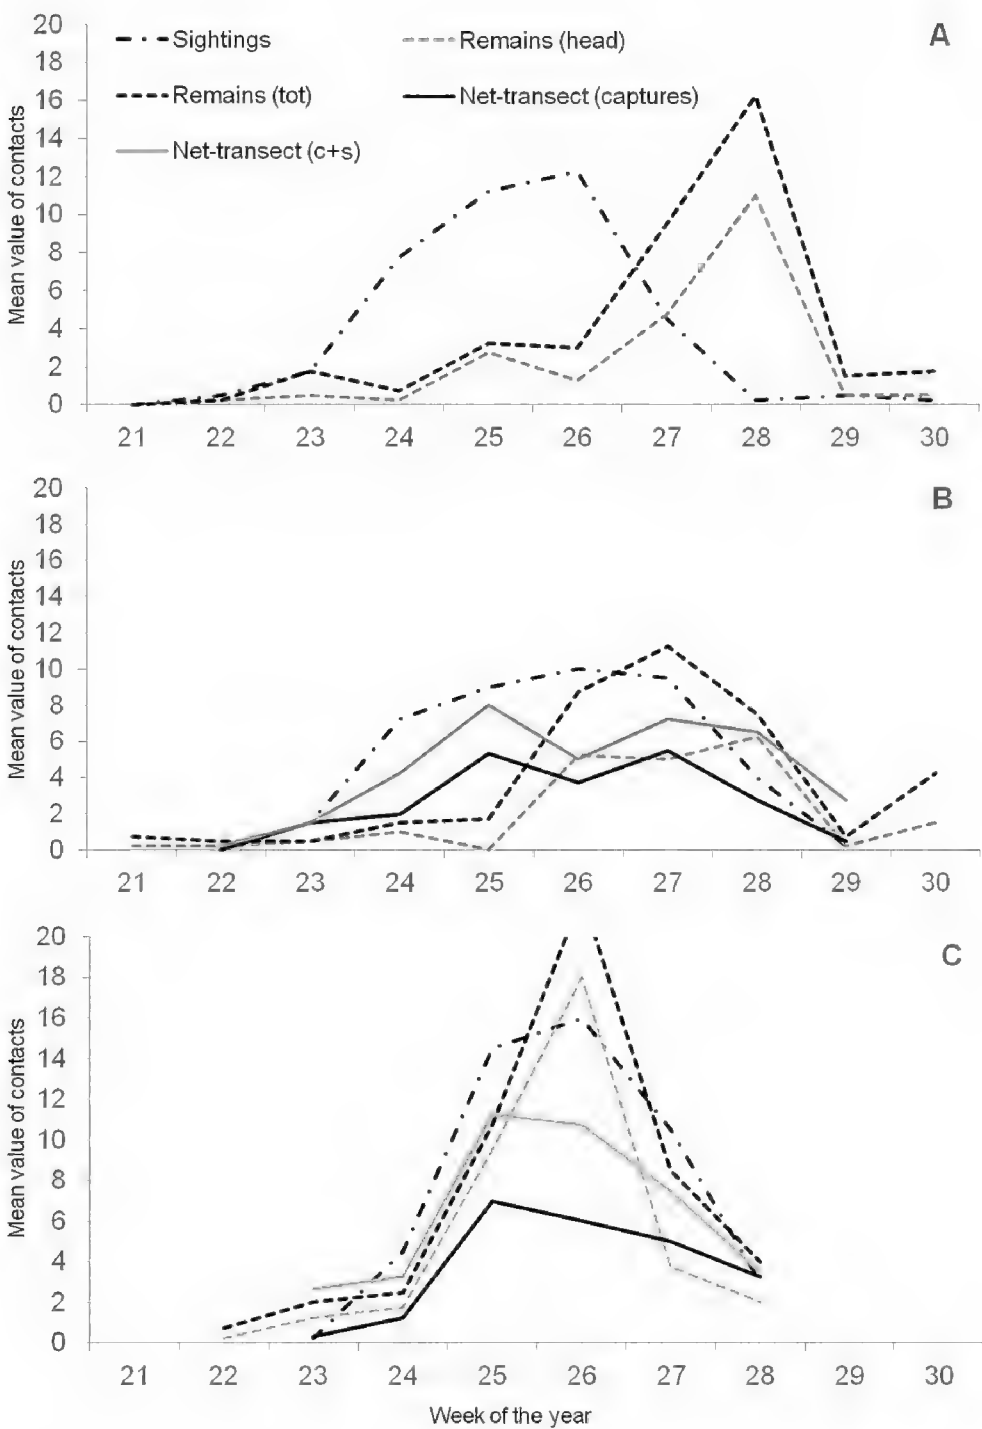 20
A
Sightings
Remains (head)
18
Remains (tot)
Net-transect (captures)
16
14
Net-transect (c+s)
12
10
8
6
4
2
0
Mean value of contacts
21 22 23 24 25 26 27 28 29 30
20
B
18
16
14
12
10
8
6
4
2
0
Mean value of contacts
21 22 23 24 25 26 27 28 29 30
20
C
18
16
14
12
10
8
6
4
2
0
Mean value of contacts
21 22 23 24 25 26 27 28 29 30
Week of the year